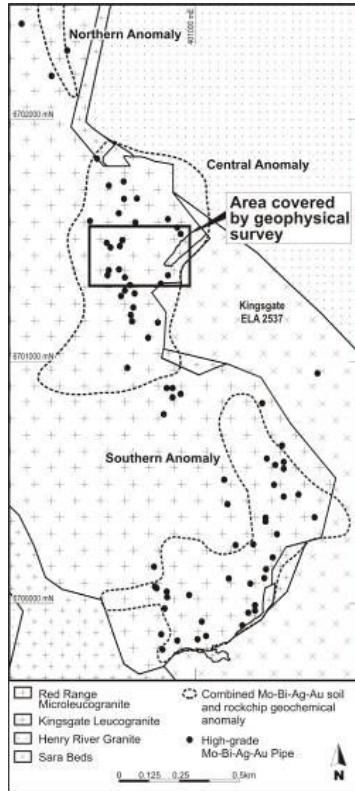 Northern Anomaly
401000 mE
6702000 mN
Central Anomaly
Area covered
by geophysical
survey
Kingsgate
ELA 2537
6701000 mN
Southern Anomaly
6700000 mN
Red Range
Microleucogranite
Kingsgate Leucogranite
Henry River Granite
Sara Beds
Combined Mo-Bi-Ag-Au soil
and rockchip geochemical
anomaly
High-grade
Mo-Bi-Ag-Au Pipe
N
0 0.125 0.25 0.5km